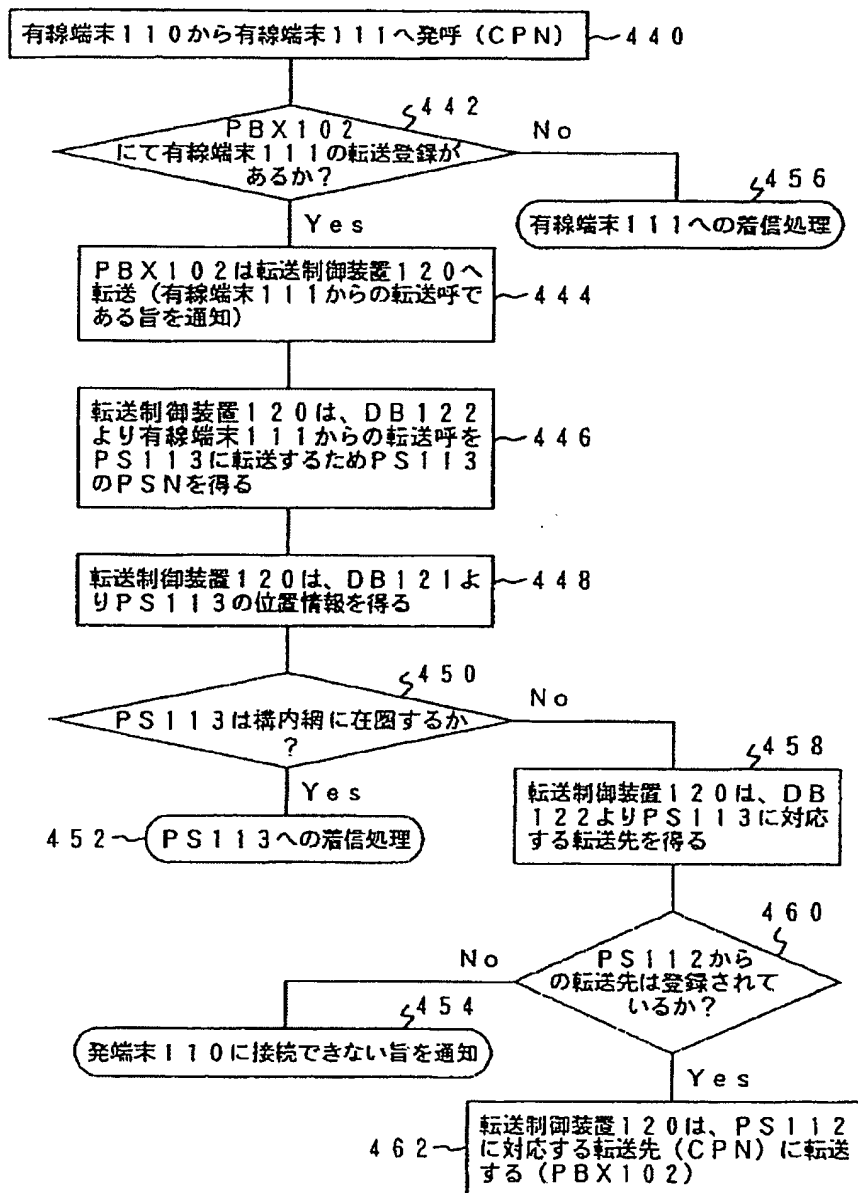 有線端末110から有線端末111へ発呼(CPN)
440
442
PBX102
にて有線端末111の転送登録が
あるか?
No
Yes
456
有線端末111への着信処理
PBX102は転送制御装置120へ
転送(有線端末111からの転送呼で
ある旨を通知)
444
転送制御装置120は、DB122
より有線端末111からの転送呼を
PS113に転送するためPS113
のPSNを得る
446
転送制御装置120は、DB121よ
りPS113の位置情報を得る
448
450
PS113は構内網に在圏するか
?
No
Yes
452
PS113への着信処理
458
転送制御装置120は、DB
122よりPS113に対応
する転送先を得る
460
PS112から
の転送先は登録されて
いるか?
No
454
発端末110に接続できない旨を通知
Yes
462
転送制御装置120は、PS112
に対応する転送先(CPN)に転送
する(PBX102)